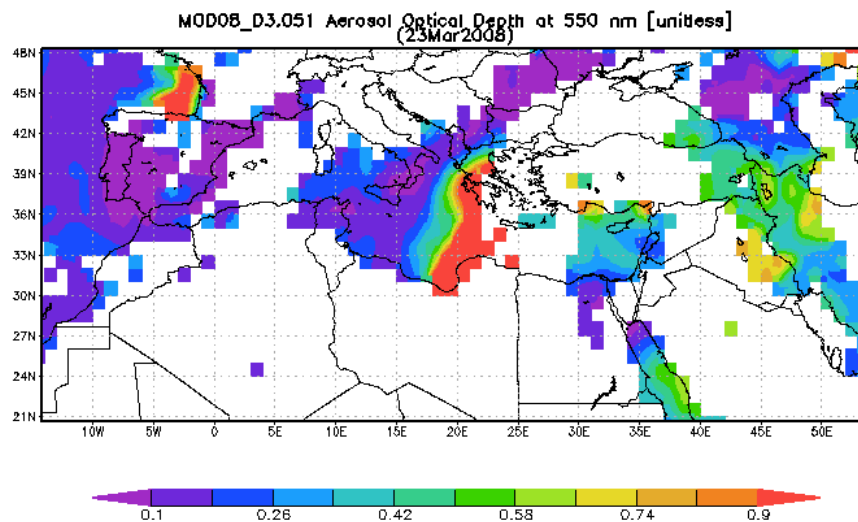 MOD08_D3.051 Aerosol Optical Depth at 550 nm [unitless]
(23Mar2008)
48N
45N
42N
39N
36N
33N
30N
27N
24N
21N
10W 5W 0 5E 10E 15E 20E 25E 30E 35E 40E 45E 50E
0.1 0.26 0.42 0.58 0.74 0.9